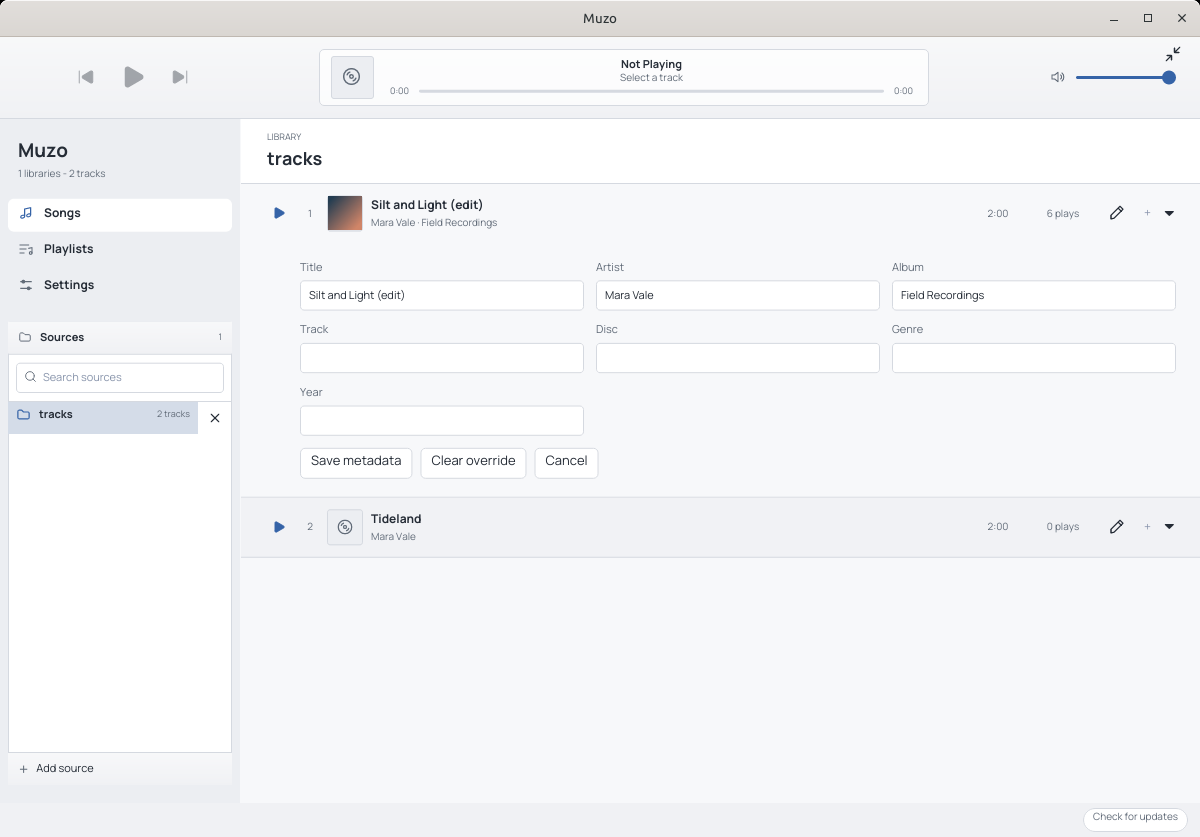 Muzo
Not Playing
Select a track
0:00
0:00
Muzo
1 libraries - 2 tracks
Songs
Playlists
Settings
Sources 1
Search sources
tracks 2 tracks
+ Add source
LIBRARY
tracks
1 Silt and Light (edit) 2:00 6 plays +
Mara Vale · Field Recordings
Title Artist Album
Silt and Light (edit) Mara Vale Field Recordings
Track Disc Genre
Year
Save metadata Clear override Cancel
2 Tideland 2:00 0 plays +
Mara Vale
Check for updates